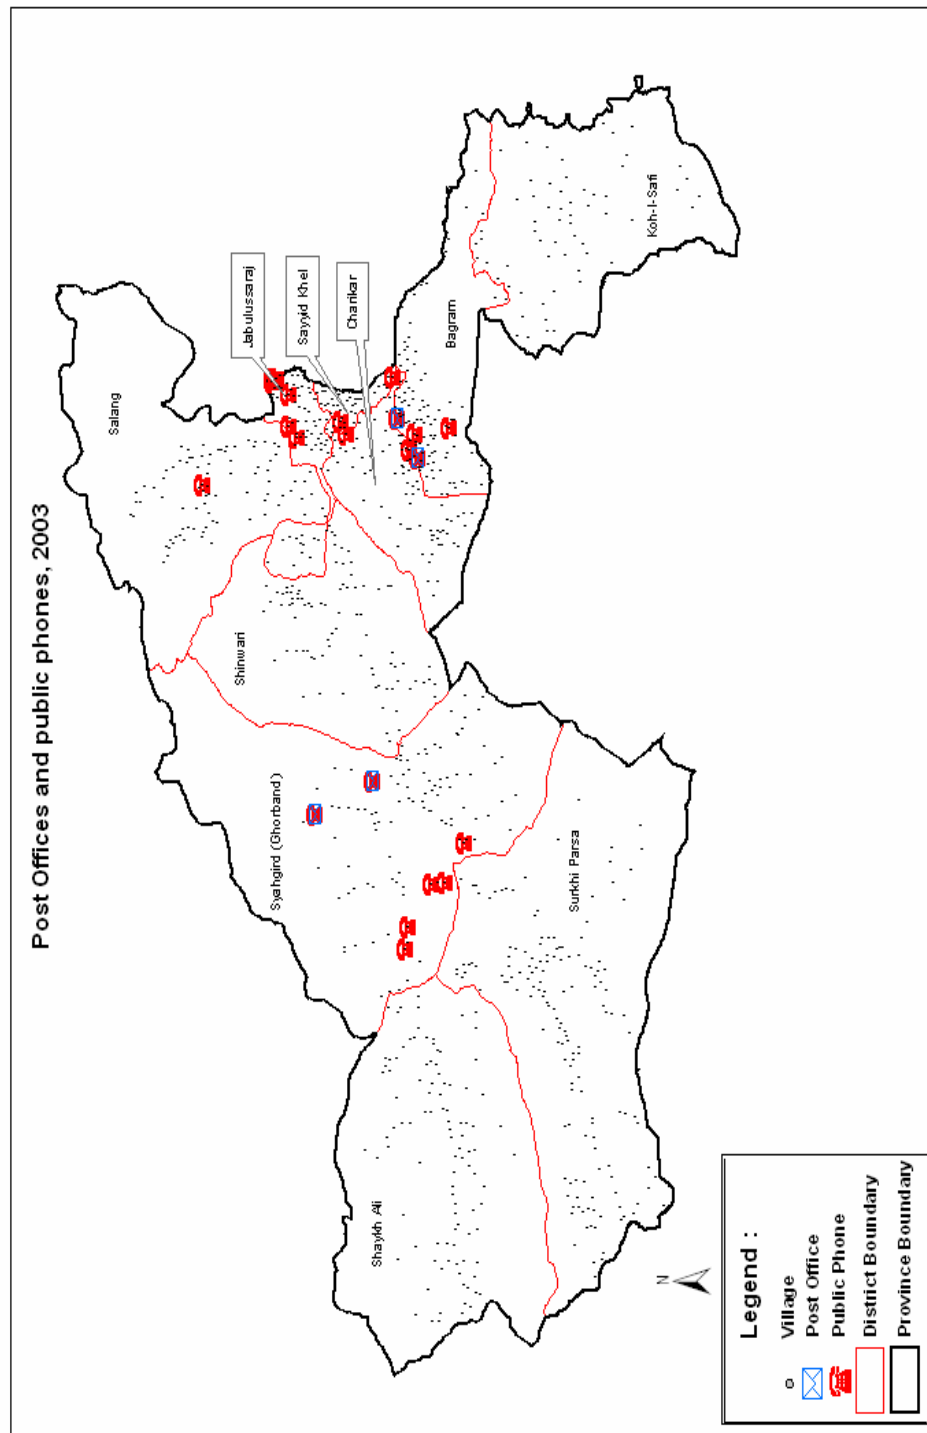 Post Offices and public phones, 2003
Salang
Jabulussaraj
Sayyid Khel
Charikar
Bagram
Koh-I-Safi
Shinwari
Syahgird (Ghorband)
Surkhi Parsa
Shaykh Ali
N
Legend :
Village
Post Office
Public Phone
District Boundary
Province Boundary